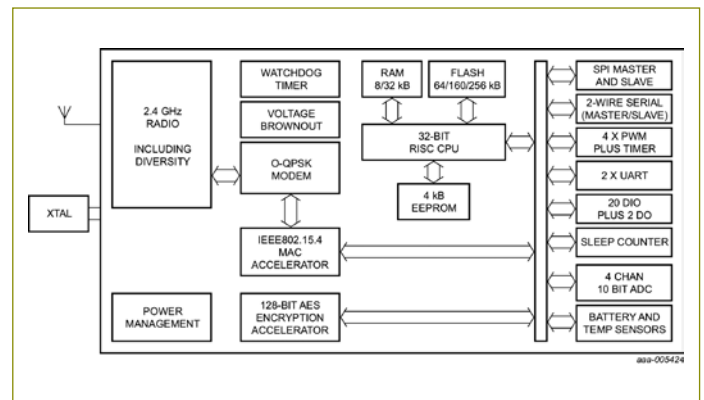 2.4 GHz
RADIO
INCLUDING
DIVERSITY
XTAL
POWER
MANAGEMENT
WATCHDOG
TIMER
VOLTAGE
BROWNOUT
O-QPSK
MODEM
IEEE802.15.4
MAC
ACCELERATOR
128-BIT AES
ENCRYPTION
ACCELERATOR
RAM
8/32 kB
FLASH
64/160/256 kB
32-BIT
RISC CPU
4 kB
EEPROM
SPI MASTER
AND SLAVE
2-WIRE SERIAL
(MASTER/SLAVE)
4 X PWM
PLUS TIMER
2 X UART
20 DIO
PLUS 2 DO
SLEEP COUNTER
4 CHAN
10 BIT ADC
BATTERY AND
TEMP SENSORS
aaa-005424